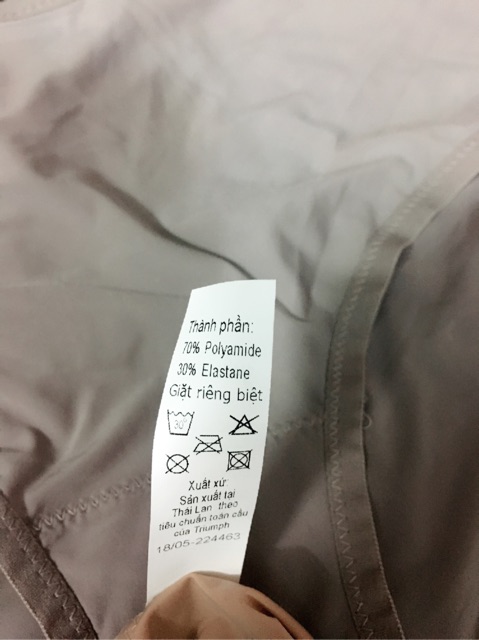 Thành phần:
70% Polyamide
30% Elastane
Giặt riêng biệt
30°
Xuất xứ
Sản xuất tại
Thái Lan theo
tiêu chuẩn toàn cầu
của Triumph
18/05-224463